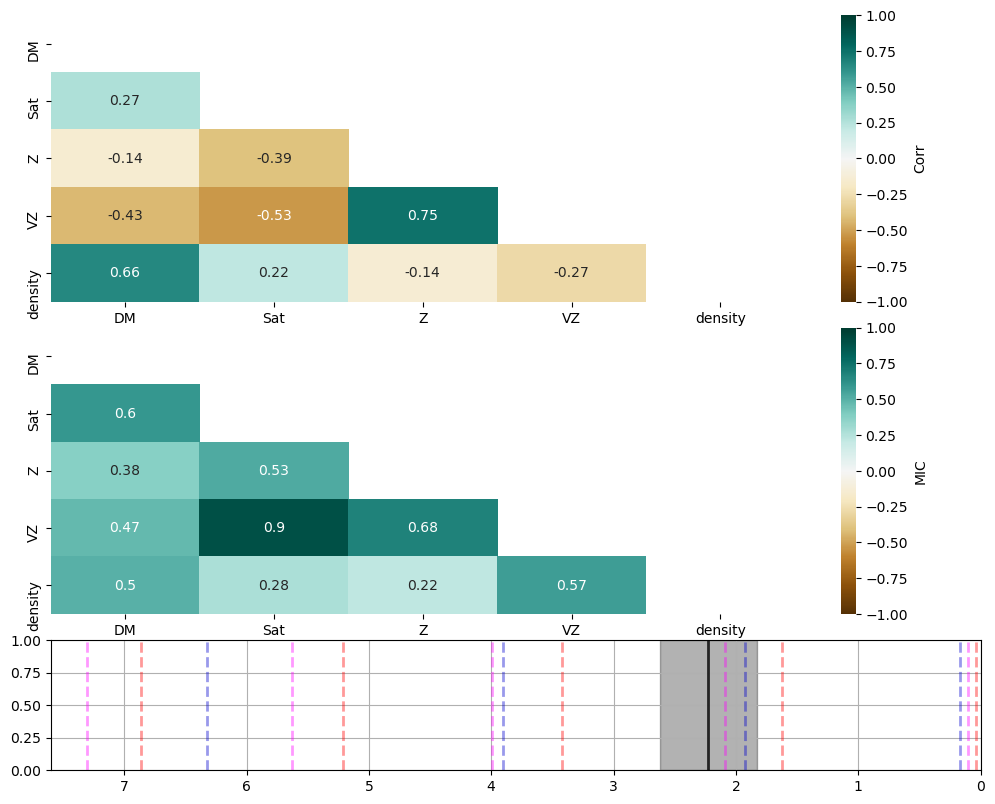 DM
Sat
Z
VZ
density
0.27
-0.14 -0.39
-0.43 -0.53 0.75
0.66 0.22 -0.14 -0.27
DM Sat Z VZ density
1.00
0.75
0.50
0.25
0.00
−0.25
−0.50
−0.75
−1.00
Corr
DM
Sat
Z
VZ
density
0.6
0.38 0.53
0.47 0.9 0.68
0.5 0.28 0.22 0.57
DM Sat Z VZ density
1.00
0.75
0.50
0.25
0.00
−0.25
−0.50
−0.75
−1.00
MIC
1.00
0.75
0.50
0.25
0.00
7 6 5 4 3 2 1 0